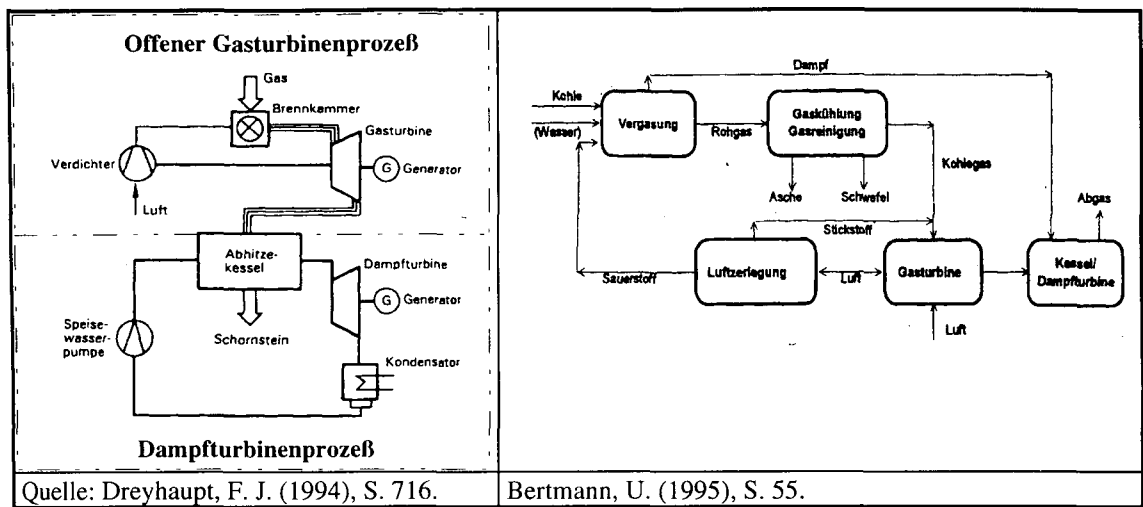 Offener Gasturbinenprozeß
Gas
Brennkammer
Gasturbine
Verdichter
G
Generator
Luft
Abhitze-
kessel
Dampfturbine
G
Generator
Speise-
wasser-
pumpe
Schornstein
Kondensator
Dampfturbinenprozeß
Quelle: Dreyhaupt, F. J. (1994), S. 716.
Dampf
Kohle
(Wasser)
Vergasung
Rohgas
Gaskühlung
Gasreinigung
Kohlegas
Asche
Schwefel
Abgas
Stickstoff
Sauerstoff
Luftzerlegung
Luft
Gasturbine
Kessel/
Dampfturbine
Luft
Bertmann, U. (1995), S. 55.